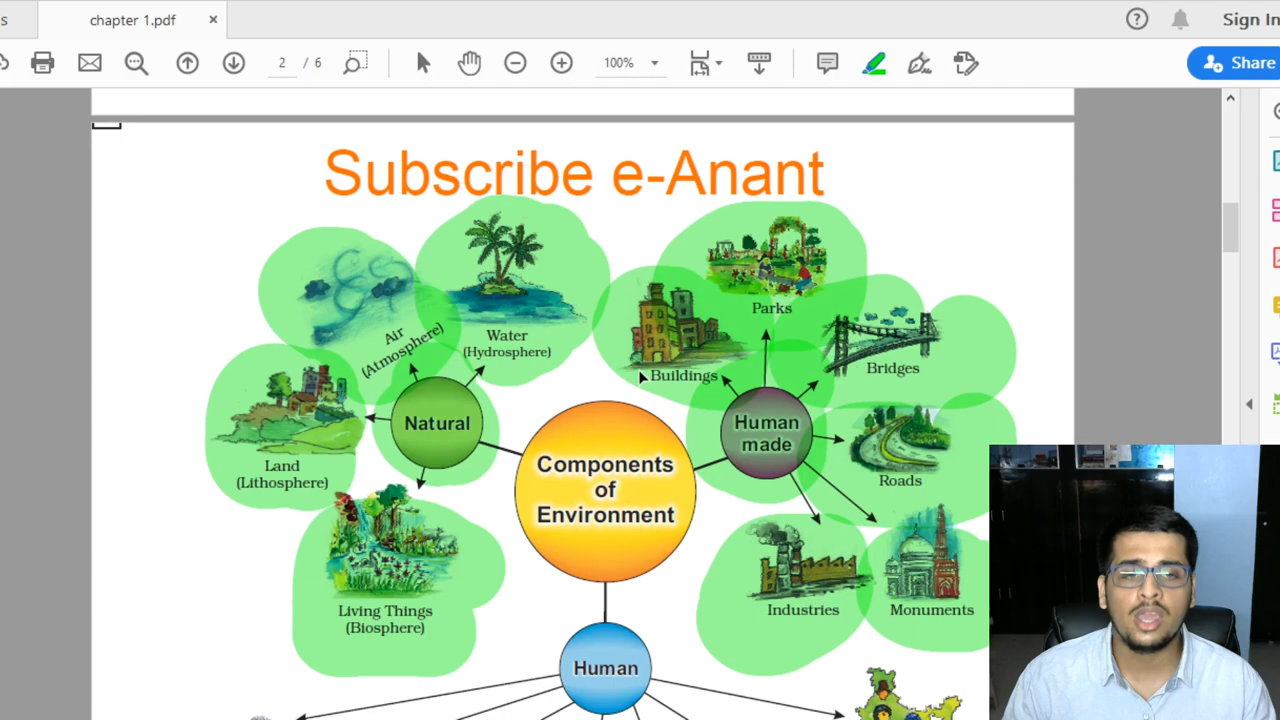 s
chapter 1.pdf
×
Sign In
2
/ 6
100%
Share
Subscribe e-Anant
Parks
Air
(Atmosphere)
Water
(Hydrosphere)
Buildings
Bridges
Natural
Human
made
Land
(Lithosphere)
Components
of
Environment
Roads
Living Things
(Biosphere)
Industries
Monuments
Human